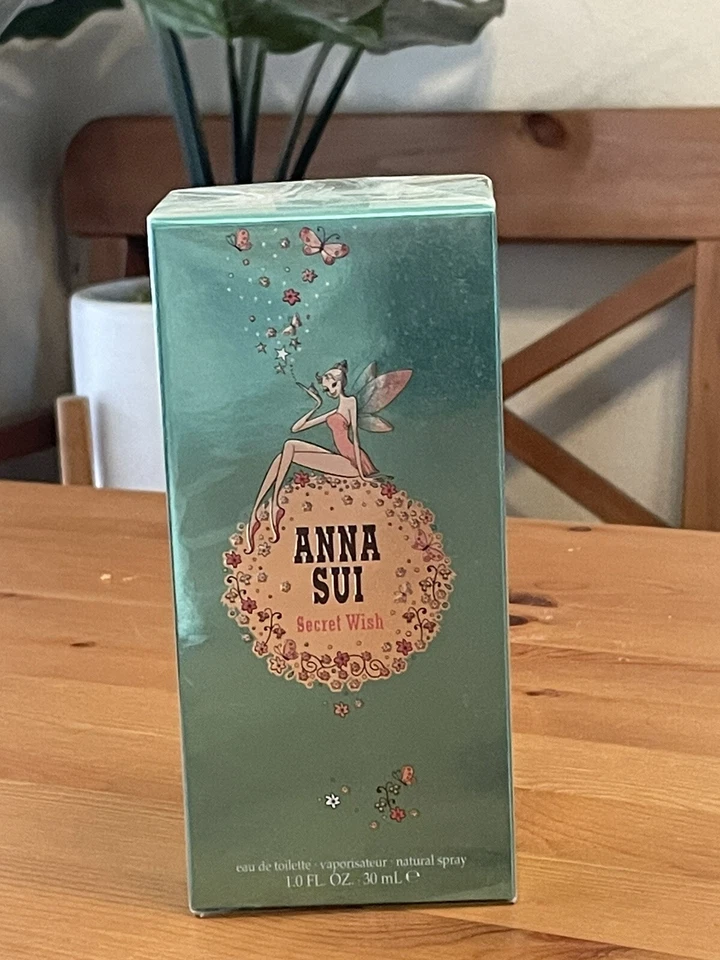 ANNA
SUI
Secret Wish
eau de toilette · vaporisateur · natural spray
1.0 FL. OZ. · 30 mL ℮